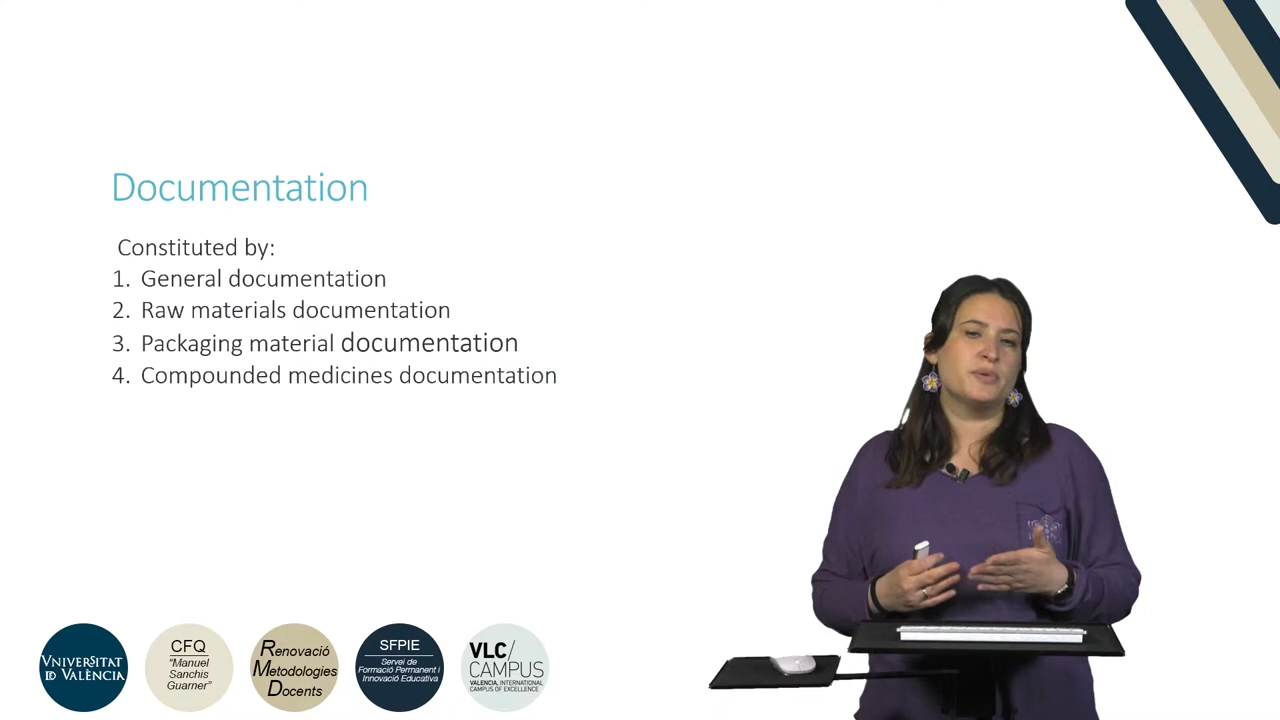 Documentation
Constituted by:
1. General documentation
2. Raw materials documentation
3. Packaging material documentation
4. Compounded medicines documentation
VNIVERSITAT
ID VALÈNCIA
CFQ
"Manuel
Sanchis
Guarner"
Renovació
Metodologies
Docents
SFPIE
Servei de
Formació Permanent i
Innovació Educativa
VLC/
CAMPUS
VALENCIA, INTERNATIONAL
CAMPUS OF EXCELLENCE